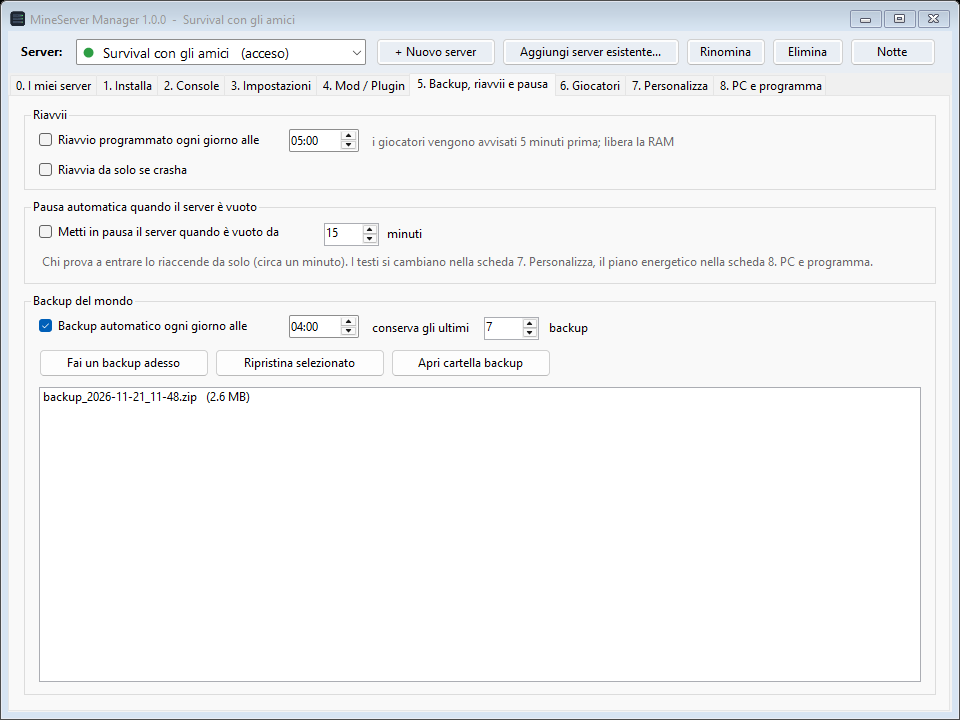 MineServer Manager 1.0.0 - Survival con gli amici
Server: Survival con gli amici (acceso) + Nuovo server Aggiungi server esistente... Rinomina Elimina Notte
0. I miei server 1. Installa 2. Console 3. Impostazioni 4. Mod / Plugin 5. Backup, riavvii e pausa 6. Giocatori 7. Personalizza 8. PC e programma
Riavvii
Riavvio programmato ogni giorno alle 05:00 i giocatori vengono avvisati 5 minuti prima; libera la RAM
Riavvia da solo se crasha
Pausa automatica quando il server è vuoto
Metti in pausa il server quando è vuoto da 15 minuti
Chi prova a entrare lo riaccende da solo (circa un minuto). I testi si cambiano nella scheda 7. Personalizza, il piano energetico nella scheda 8. PC e programma.
Backup del mondo
Backup automatico ogni giorno alle 04:00 conserva gli ultimi 7 backup
Fai un backup adesso Ripristina selezionato Apri cartella backup
backup_2026-11-21_11-48.zip (2.6 MB)